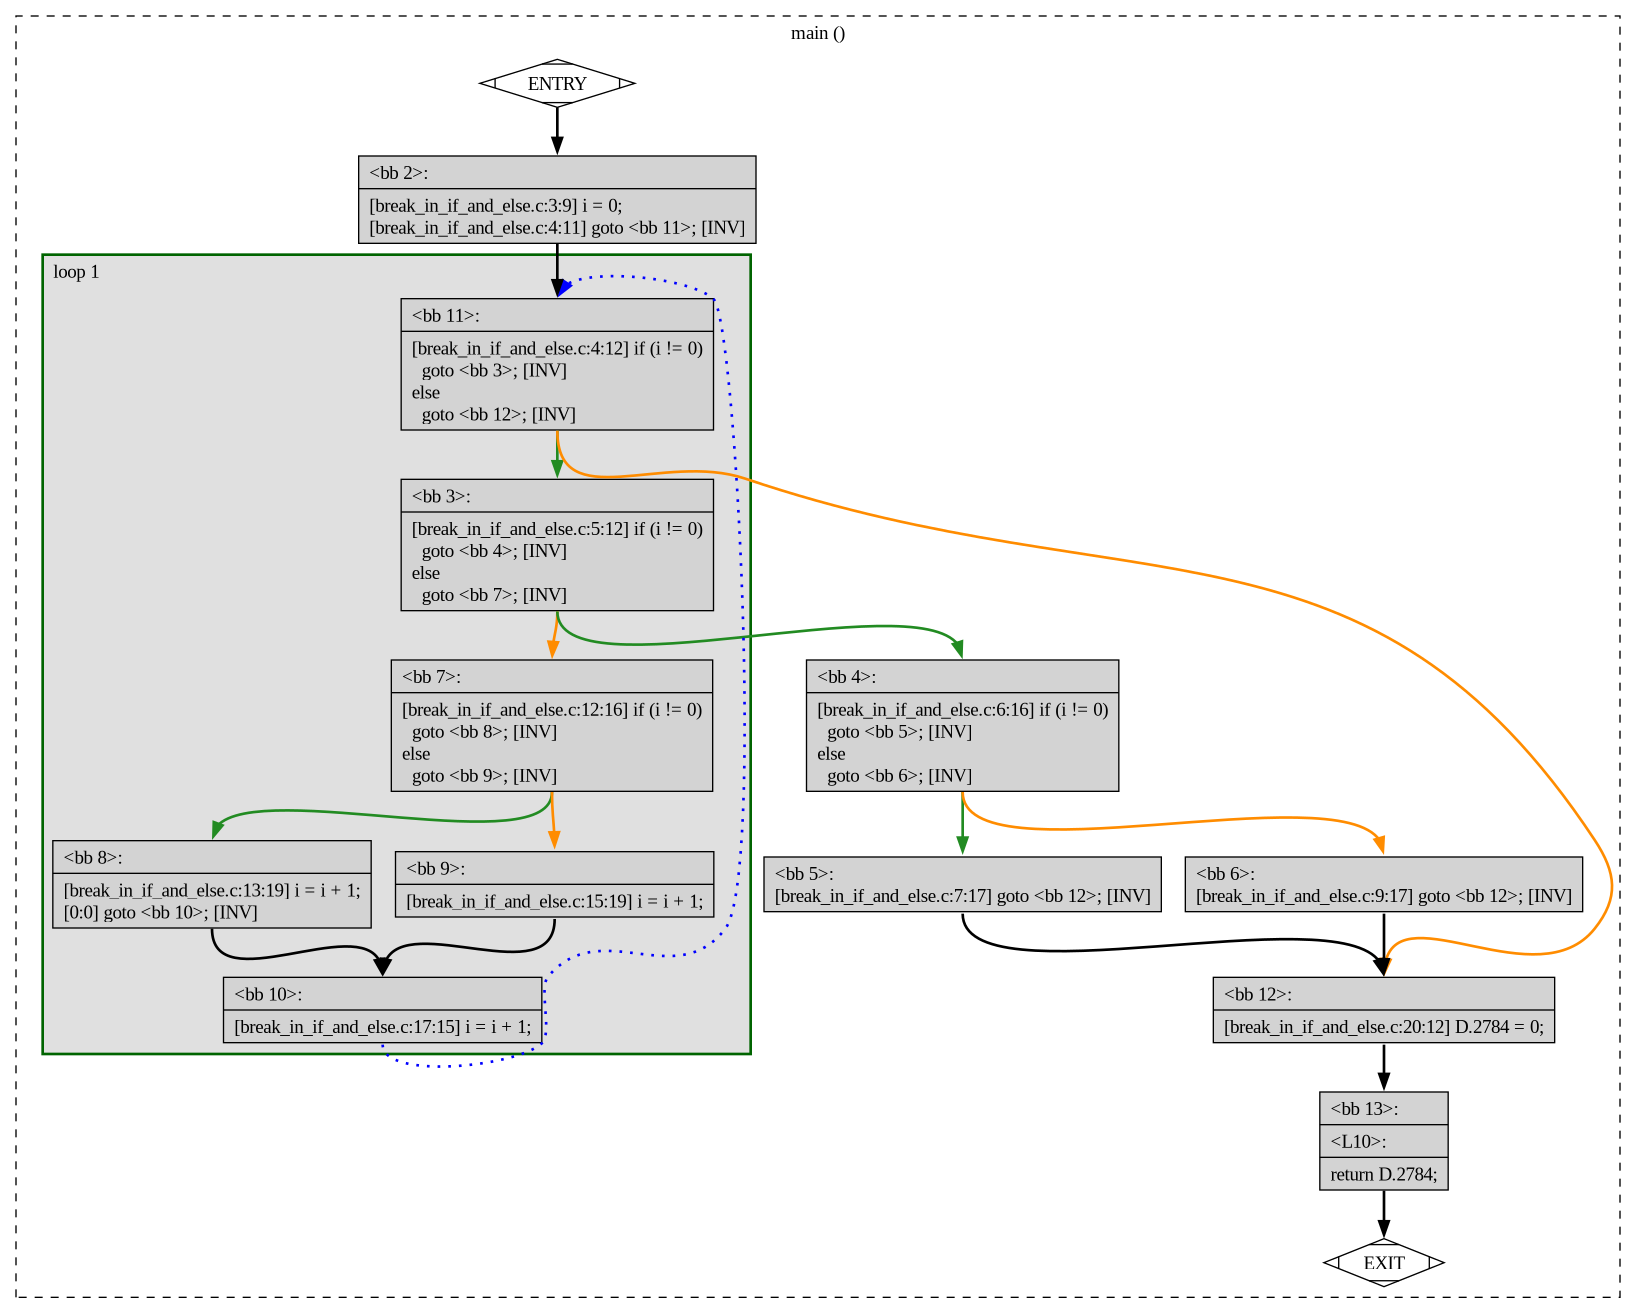 main ()
ENTRY
<bb 2>:
[break_in_if_and_else.c:3:9] i = 0;
[break_in_if_and_else.c:4:11] goto <bb 11>; [INV]
loop 1
<bb 11>:
[break_in_if_and_else.c:4:12] if (i != 0)
goto <bb 3>; [INV]
else
goto <bb 12>; [INV]
<bb 3>:
[break_in_if_and_else.c:5:12] if (i != 0)
goto <bb 4>; [INV]
else
goto <bb 7>; [INV]
<bb 7>:
[break_in_if_and_else.c:12:16] if (i != 0)
goto <bb 8>; [INV]
else
goto <bb 9>; [INV]
<bb 4>:
[break_in_if_and_else.c:6:16] if (i != 0)
goto <bb 5>; [INV]
else
goto <bb 6>; [INV]
<bb 8>:
[break_in_if_and_else.c:13:19] i = i + 1;
[0:0] goto <bb 10>; [INV]
<bb 9>:
[break_in_if_and_else.c:15:19] i = i + 1;
<bb 5>:
[break_in_if_and_else.c:7:17] goto <bb 12>; [INV]
<bb 6>:
[break_in_if_and_else.c:9:17] goto <bb 12>; [INV]
<bb 10>:
[break_in_if_and_else.c:17:15] i = i + 1;
<bb 12>:
[break_in_if_and_else.c:20:12] D.2784 = 0;
<bb 13>:
<L10>:
return D.2784;
EXIT